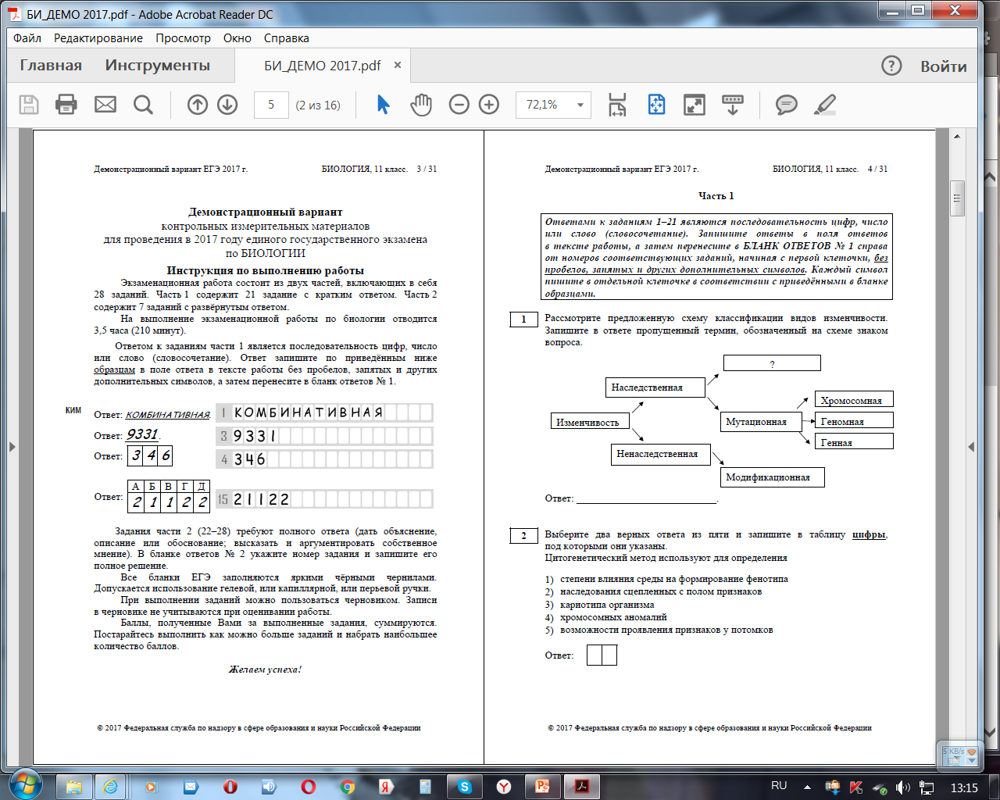 БИ_ДЕМО 2017.pdf - Adobe Acrobat Reader DC
Файл Редактирование Просмотр Окно Справка
Главная Инструменты БИ_ДЕМО 2017.pdf × Войти
5 (2 из 16) 72,1%
Демонстрационный вариант ЕГЭ 2017 г. БИОЛОГИЯ, 11 класс. 3 / 31
Демонстрационный вариант
контрольных измерительных материалов
для проведения в 2017 году единого государственного экзамена
по БИОЛОГИИ
Инструкция по выполнению работы
Экзаменационная работа состоит из двух частей, включающих в себя
28 заданий. Часть 1 содержит 21 задание с кратким ответом. Часть 2
содержит 7 заданий с развёрнутым ответом.
На выполнение экзаменационной работы по биологии отводится
3,5 часа (210 минут).
Ответом к заданиям части 1 является последовательность цифр, число
или слово (словосочетание). Ответ запишите по приведённым ниже
образцам в поле ответа в тексте работы без пробелов, запятых и других
дополнительных символов, а затем перенесите в бланк ответов № 1.
КИМ
Ответ: КОМБИНАТИВНАЯ. 1 КОМБИНАТИВНАЯ
Ответ: 9331. 3 9331
Ответ: 3 4 6 4 346
А Б В Г Д
Ответ: 2 1 1 2 2 15 21122
Задания части 2 (22–28) требуют полного ответа (дать объяснение,
описание или обоснование; высказать и аргументировать собственное
мнение). В бланке ответов № 2 укажите номер задания и запишите его
полное решение.
Все бланки ЕГЭ заполняются яркими чёрными чернилами.
Допускается использование гелевой, или капиллярной, или перьевой ручки.
При выполнении заданий можно пользоваться черновиком. Записи
в черновике не учитываются при оценивании работы.
Баллы, полученные Вами за выполненные задания, суммируются.
Постарайтесь выполнить как можно больше заданий и набрать наибольшее
количество баллов.
Желаем успеха!
© 2017 Федеральная служба по надзору в сфере образования и науки Российской Федерации
Демонстрационный вариант ЕГЭ 2017 г. БИОЛОГИЯ, 11 класс. 4 / 31
Часть 1
Ответами к заданиям 1–21 являются последовательность цифр, число
или слово (словосочетание). Запишите ответы в поля ответов
в тексте работы, а затем перенесите в БЛАНК ОТВЕТОВ № 1 справа
от номеров соответствующих заданий, начиная с первой клеточки, без
пробелов, запятых и других дополнительных символов. Каждый символ
пишите в отдельной клеточке в соответствии с приведёнными в бланке
образцами.
1 Рассмотрите предложенную схему классификации видов изменчивости.
Запишите в ответе пропущенный термин, обозначенный на схеме знаком
вопроса.
?
Наследственная
Хромосомная
Изменчивость
Мутационная
Геномная
Генная
Ненаследственная
Модификационная
Ответ: ____________________________.
2 Выберите два верных ответа из пяти и запишите в таблицу цифры,
под которыми они указаны.
Цитогенетический метод используют для определения
1) степени влияния среды на формирование фенотипа
2) наследования сцепленных с полом признаков
3) кариотипа организма
4) хромосомных аномалий
5) возможности проявления признаков у потомков
Ответ:
© 2017 Федеральная служба по надзору в сфере образования и науки Российской Федерации
5 KB/s
RU 13:15